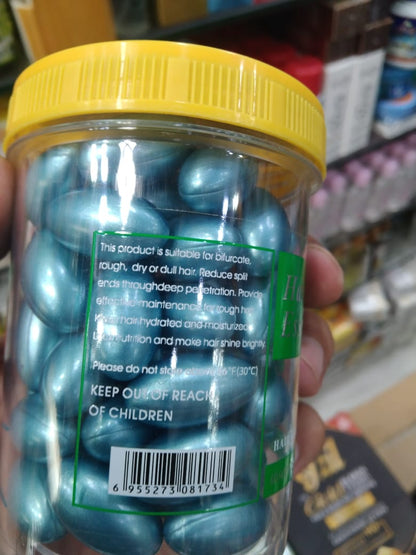 This product is suitable for bifurcate,
rough, dry or dull hair. Reduce split
ends throughdeep penetration. Provide
effective maintenance for rough hair
Keep hair hydrated and moisturized
nutrition and make hair shine brightly
Please do not store above 86°F(30°C)
KEEP OUT OF REACH
OF CHILDREN
6 955273 081734